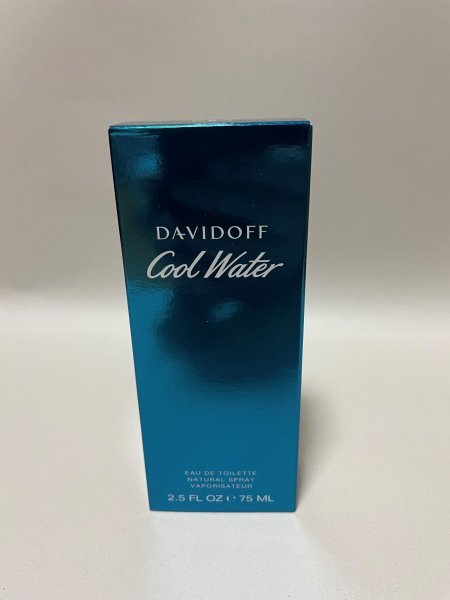 DAVIDOFF
Cool Water
EAU DE TOILETTE
NATURAL SPRAY
VAPORISATEUR
2.5 FL OZ ℮ 75 ML